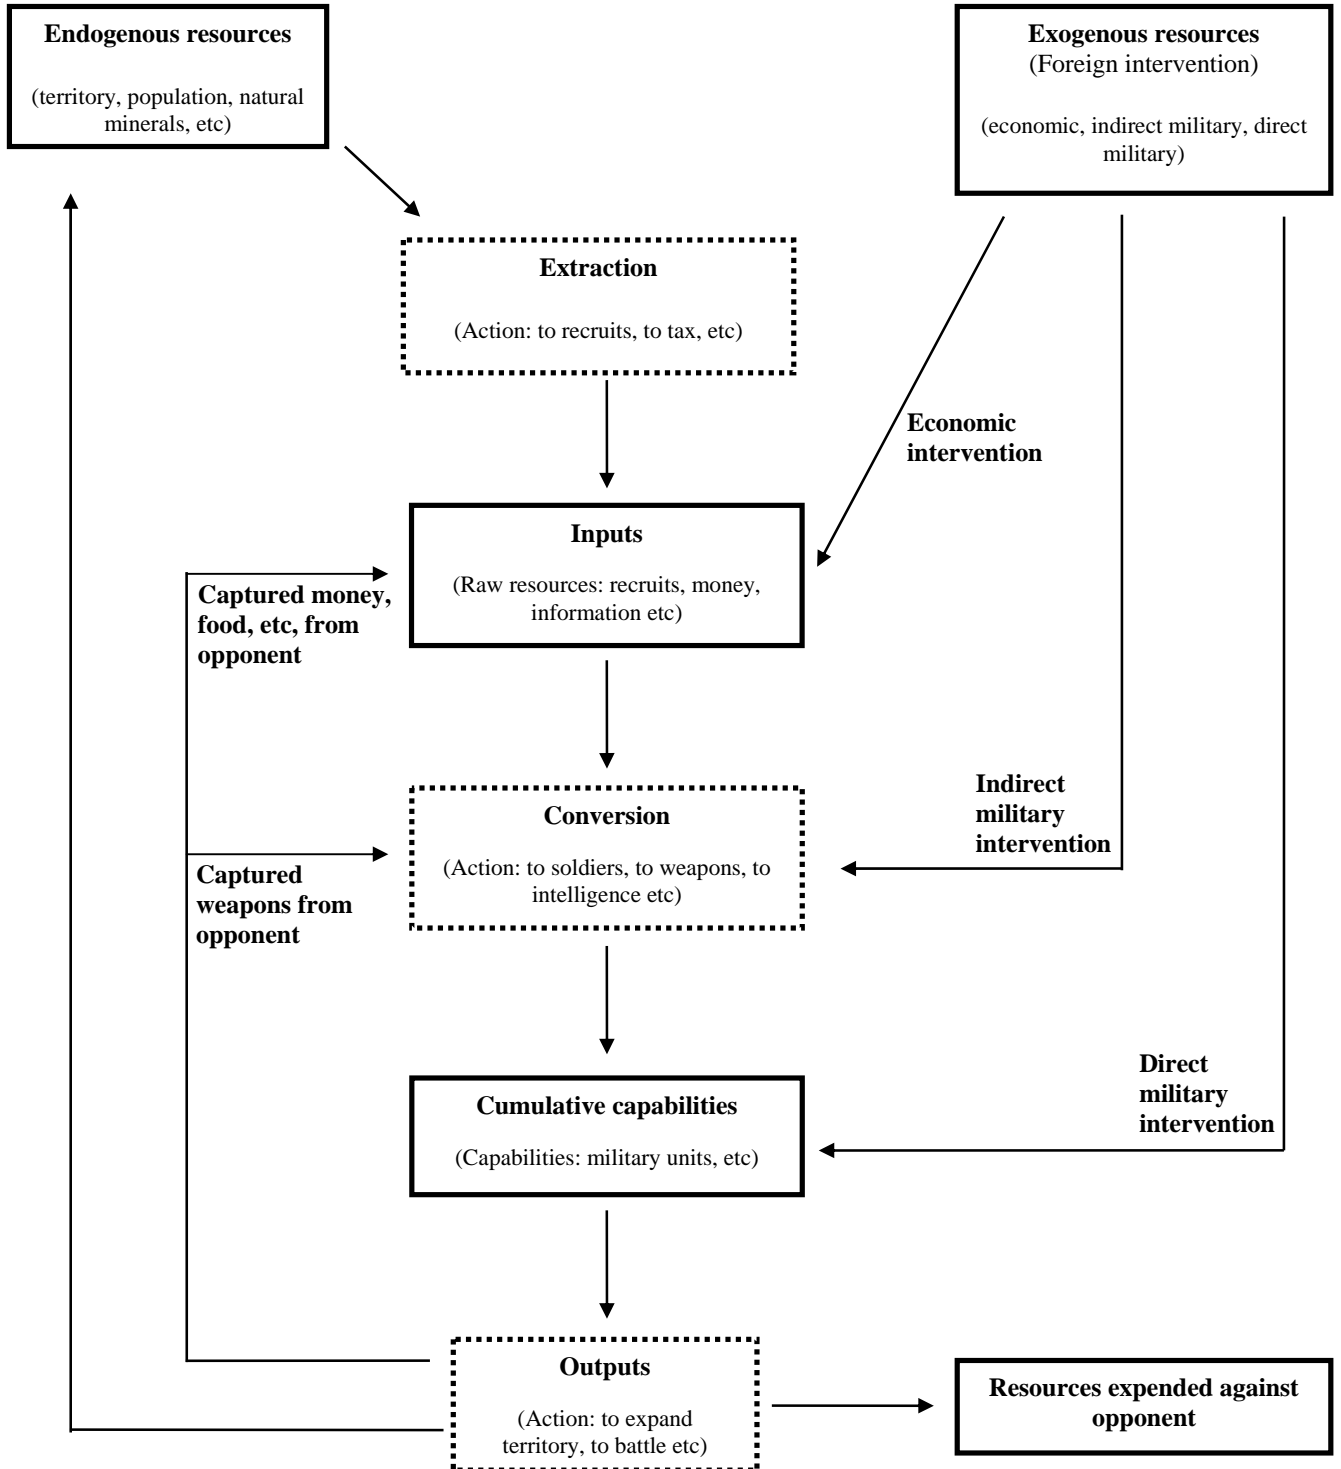 Endogenous resources
(territory, population, natural
minerals, etc)
Exogenous resources
(Foreign intervention)
(economic, indirect military, direct
military)
Extraction
(Action: to recruits, to tax, etc)
Economic
intervention
Inputs
(Raw resources: recruits, money,
information etc)
Captured money,
food, etc, from
opponent
Conversion
(Action: to soldiers, to weapons, to
intelligence etc)
Indirect
military
intervention
Captured
weapons from
opponent
Cumulative capabilities
(Capabilities: military units, etc)
Direct
military
intervention
Outputs
(Action: to expand
territory, to battle etc)
Resources expended against
opponent